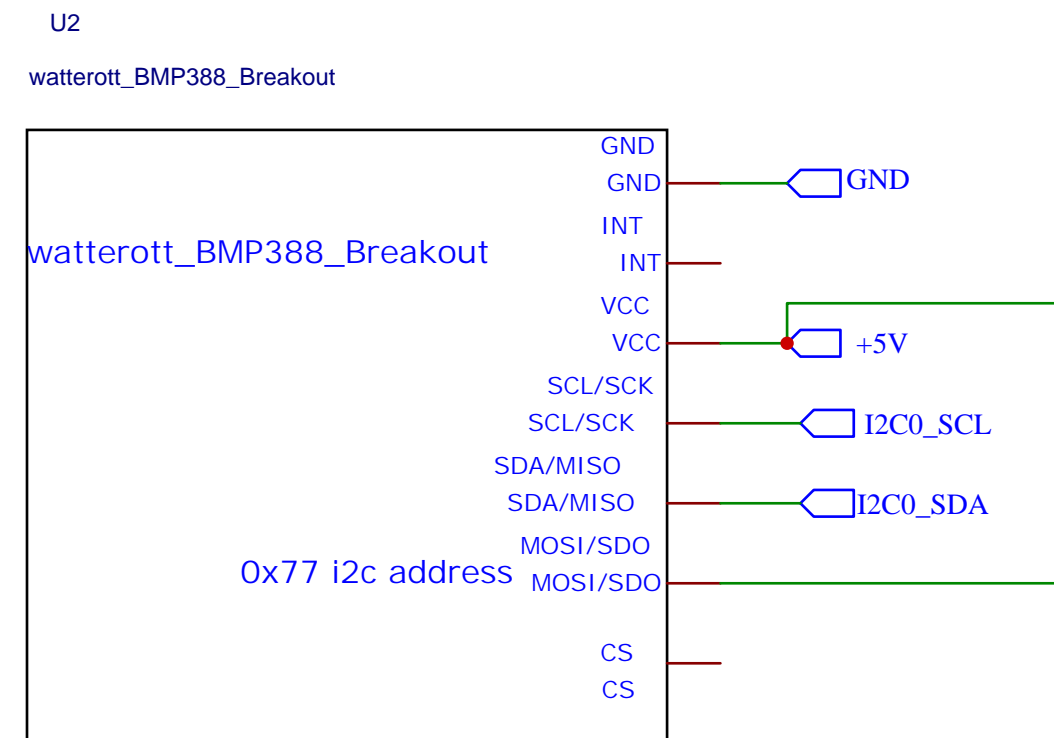 U2
watterott_BMP388_Breakout
GND
GND
GND
INT
watterott_BMP388_Breakout
INT
VCC
VCC
+5V
SCL/SCK
SCL/SCK
I2C0_SCL
SDA/MISO
SDA/MISO
I2C0_SDA
MOSI/SDO
0x77 i2c address
MOSI/SDO
CS
CS